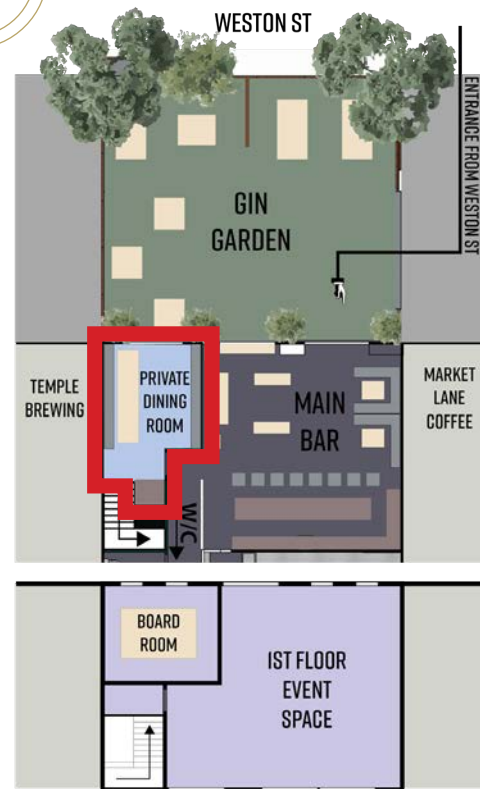 WESTON ST
ENTRANCE FROM WESTON ST
GIN
GARDEN
TEMPLE
BREWING
PRIVATE
DINING
ROOM
MAIN
BAR
MARKET
LANE
COFFEE
W/C
BOARD
ROOM
1ST FLOOR
EVENT
SPACE